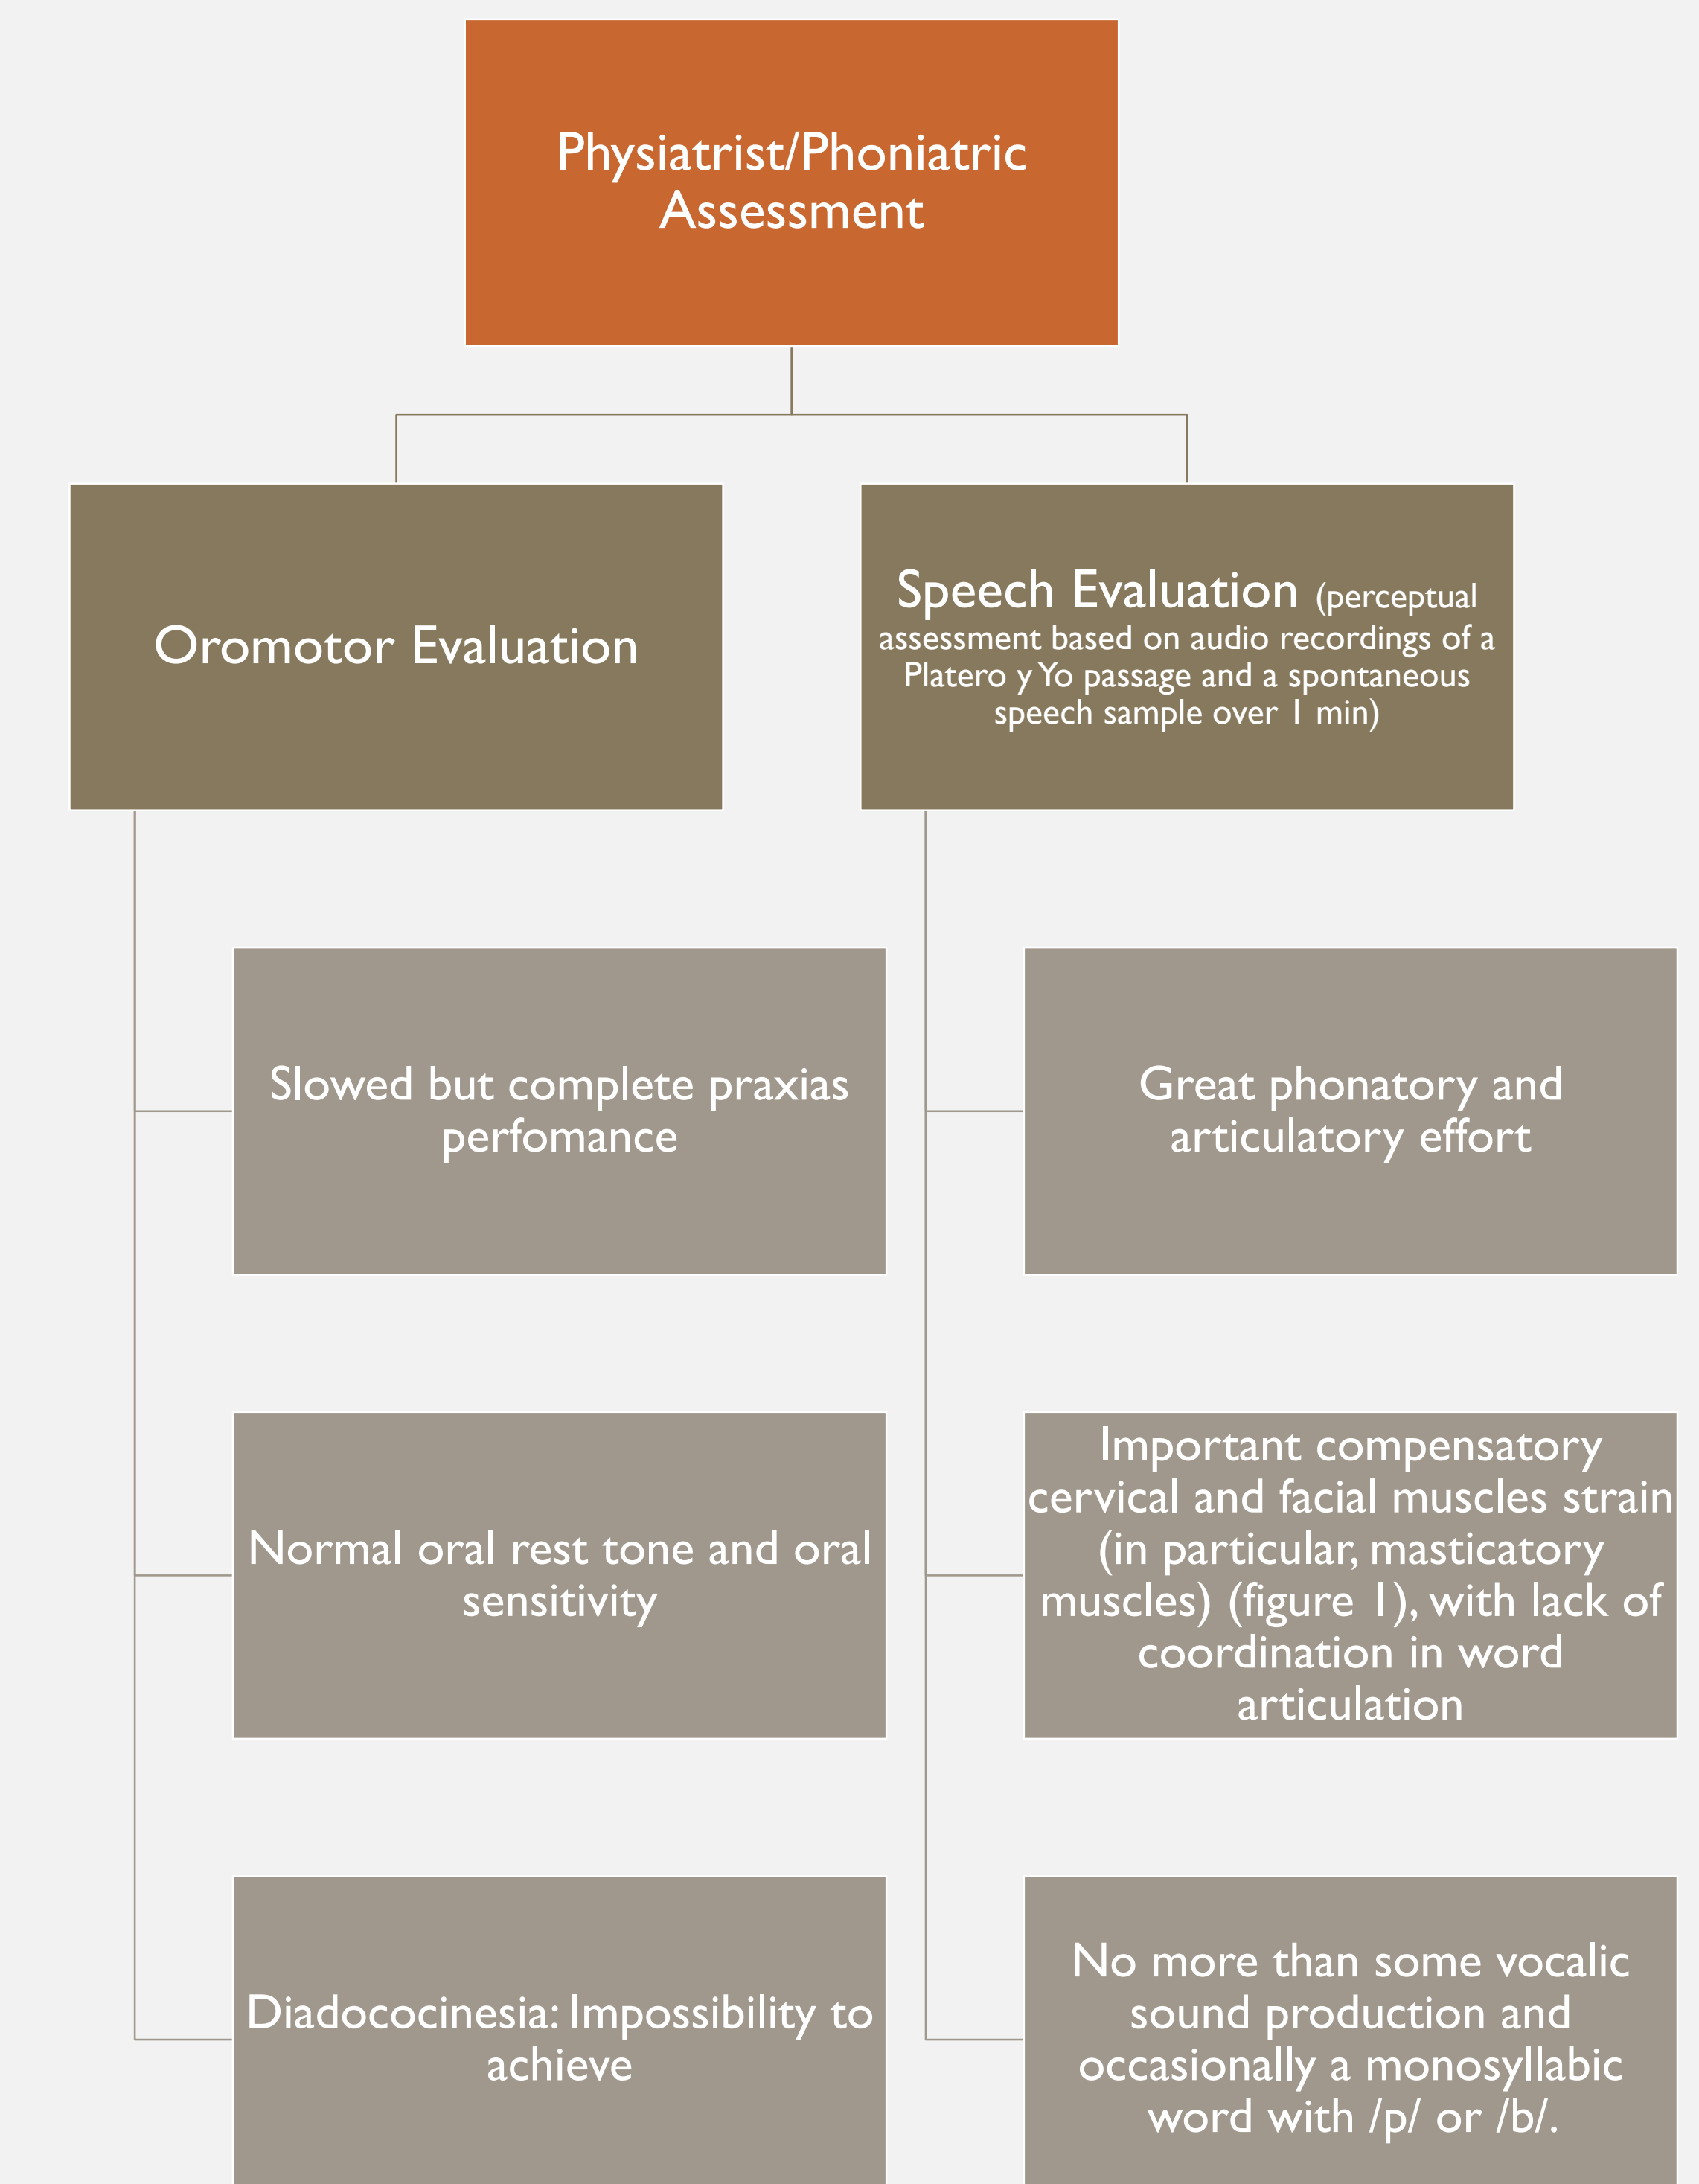 Physiatrist/Phoniatric
Assessment
Oromotor Evaluation
Speech Evaluation (perceptual
assessment based on audio recordings of a
Platero y Yo passage and a spontaneous
speech sample over 1 min)
Slowed but complete praxias
perfomance
Normal oral rest tone and oral
sensitivity
Diadococinesia: Impossibility to
achieve
Great phonatory and
articulatory effort
Important compensatory
cervical and facial muscles strain
(in particular, masticatory
muscles) (figure 1), with lack of
coordination in word
articulation
No more than some vocalic
sound production and
occasionally a monosyllabic
word with /p/ or /b/.